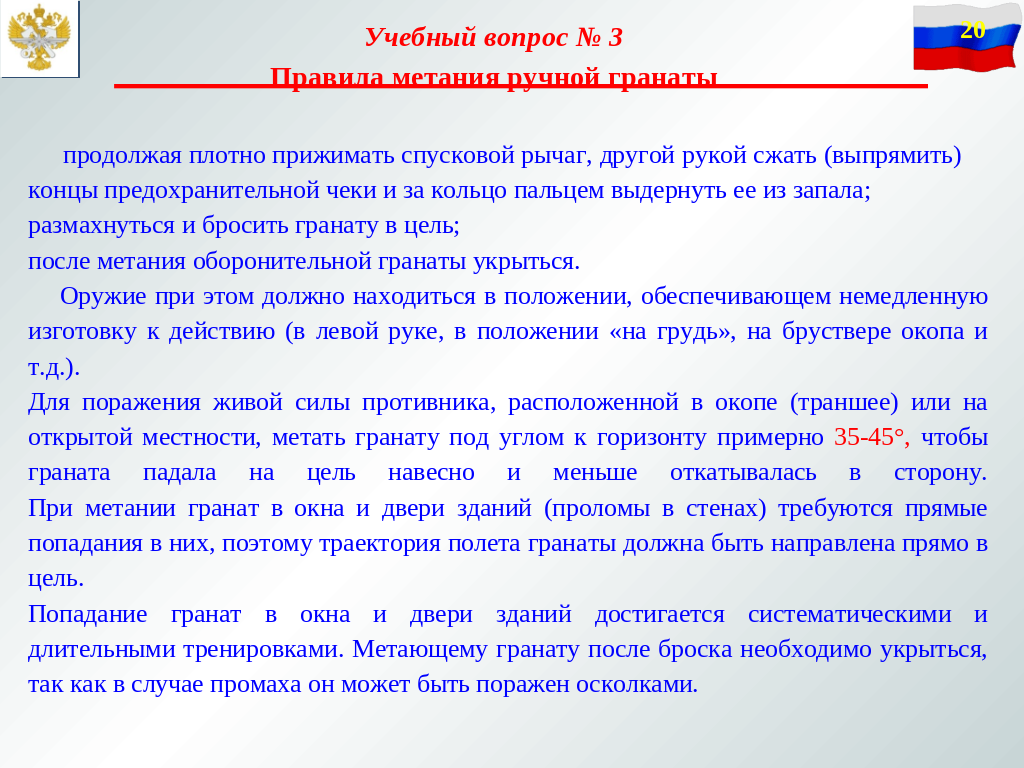 Учебный вопрос № 3
20
Правила метания ручной гранаты
продолжая плотно прижимать спусковой рычаг, другой рукой сжать (выпрямить)
концы предохранительной чеки и за кольцо пальцем выдернуть ее из запала;
размахнуться и бросить гранату в цель;
после метания оборонительной гранаты укрыться.
Оружие при этом должно находиться в положении, обеспечивающем немедленную
изготовку к действию (в левой руке, в положении «на грудь», на бруствере окопа и
т.д.).
Для поражения живой силы противника, расположенной в окопе (траншее) или на
открытой местности, метать гранату под углом к горизонту примерно 35-45°, чтобы
граната падала на цель навесно и меньше откатывалась в сторону.
При метании гранат в окна и двери зданий (проломы в стенах) требуются прямые
попадания в них, поэтому траектория полета гранаты должна быть направлена прямо в
цель.
Попадание гранат в окна и двери зданий достигается систематическими и
длительными тренировками. Метающему гранату после броска необходимо укрыться,
так как в случае промаха он может быть поражен осколками.